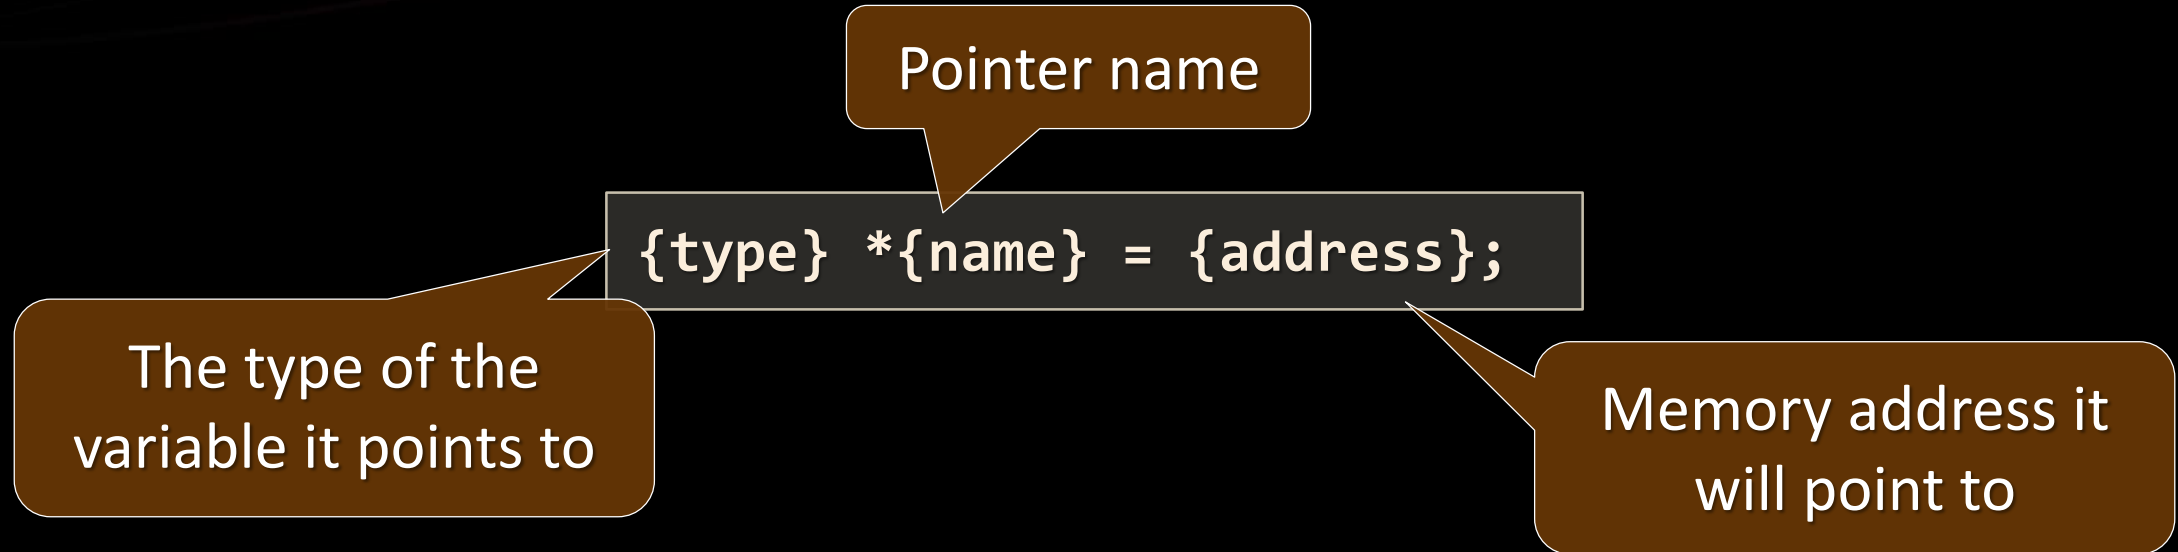 Pointer name
{type} *{name} = {address};
The type of the
variable it points to
Memory address it
will point to